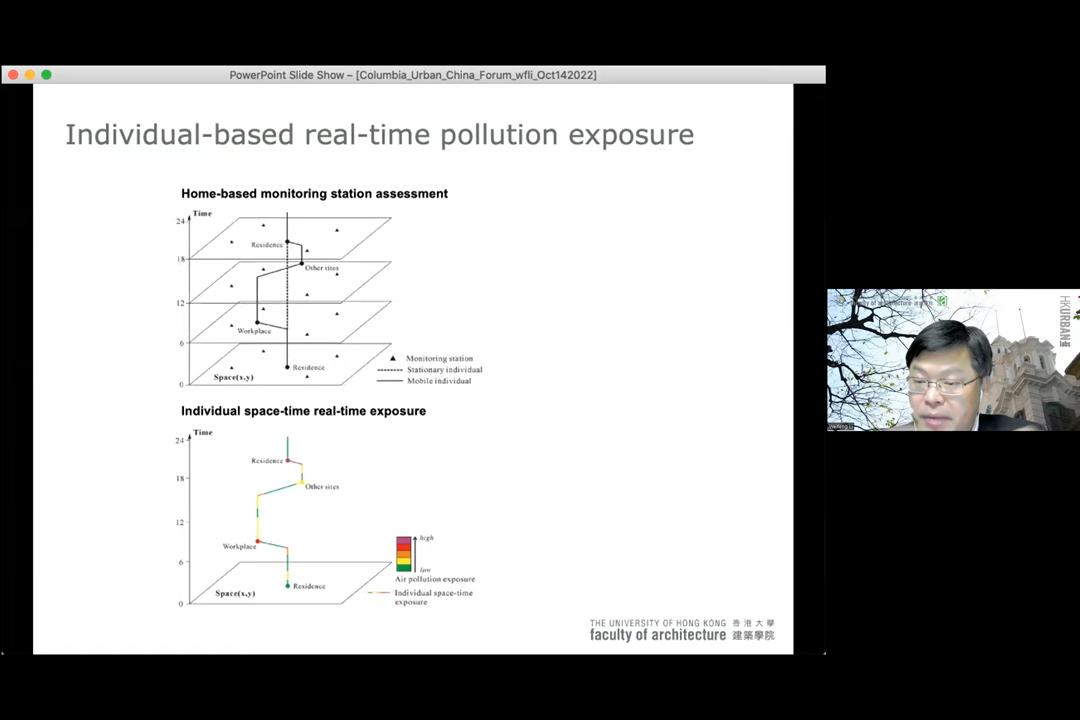 PowerPoint Slide Show – [Columbia_Urban_China_Forum_wfli_Oct142022]
Individual-based real-time pollution exposure
Home-based monitoring station assessment
Time
24
Residence
18
Other sites
12
Workplace
6
Monitoring station
Residence
Stationary individual
Space(x,y)
Mobile individual
0
Individual space-time real-time exposure
Time
24
Residence
18
Other sites
12
high
Workplace
6
low
Air pollution exposure
Residence
Individual space-time
exposure
Space(x,y)
0
THE UNIVERSITY OF HONG KONG 香港大學
faculty of architecture 建築學院
HKURBAN
Weifeng Li